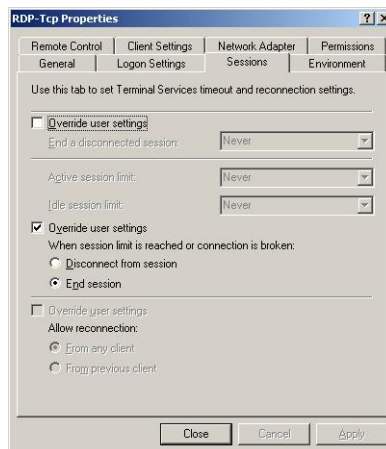 RDP-Tcp Properties
Remote Control Client Settings Network Adapter Permissions
General Logon Settings Sessions Environment
Use this tab to set Terminal Services timeout and reconnection settings.
Override user settings
End a disconnected session: Never
Active session limit: Never
Idle session limit: Never
Override user settings
When session limit is reached or connection is broken:
Disconnect from session
End session
Override user settings
Allow reconnection:
From any client
From previous client
Close Cancel Apply